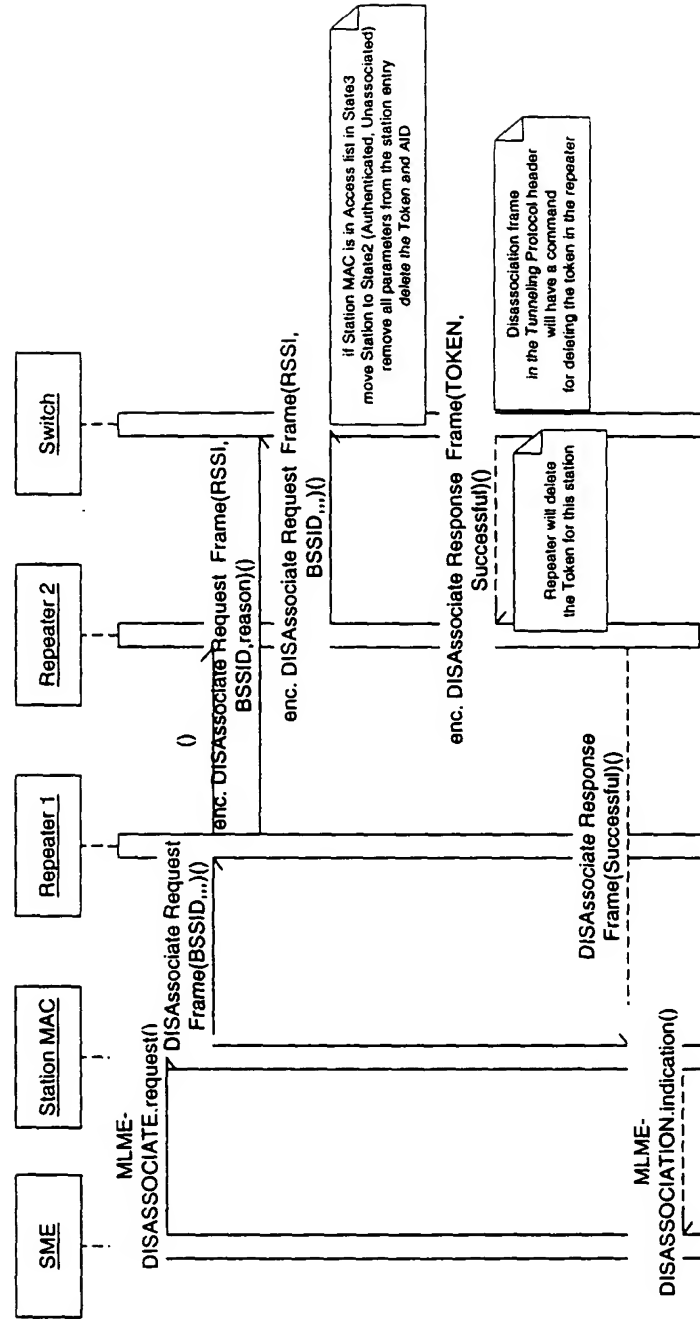 SME
Station MAC
Repeater 1
Repeater 2
Switch
MLME-
DISASSOCIATE.request()
DISAssociate Request
Frame(BSSID,,,)()
()
enc. DISAssociate Request Frame(RSSI,
BSSID,reason)()
enc. DISAssociate Request Frame(RSSI,
BSSID,,,)()
if Station MAC is in Access list in State3
move Station to State2 (Authenticated, Unassociated)
remove all parameters from the station entry
delete the Token and AID
enc. DISAssociate Response Frame(TOKEN,
Successful)()
Disassociation frame
in the Tunneling Protocol header
will have a command
for deleting the token in the repeater
Repeater will delete
the Token for this station
DISAssociate Response
Frame(Successful)()
MLME-
DISASSOCIATION.indication()